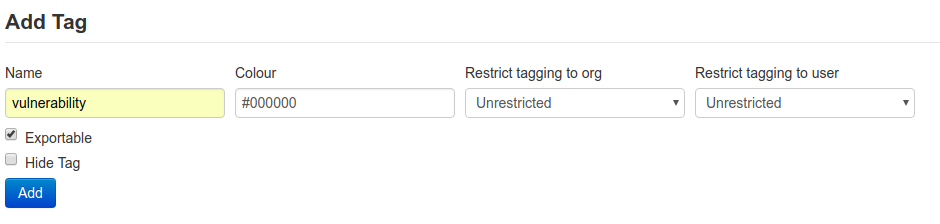 Add Tag
Name Colour Restrict tagging to org Restrict tagging to user
vulnerability #000000 Unrestricted Unrestricted
Exportable
Hide Tag
Add